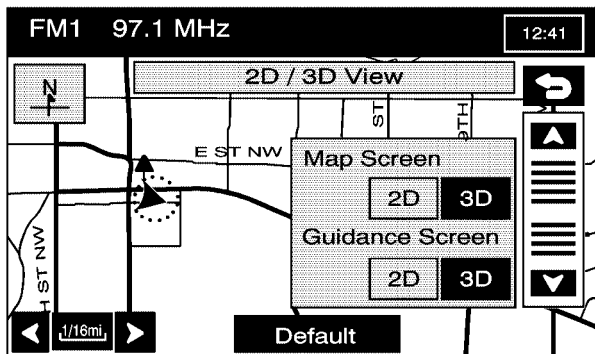 FM1 97.1 MHz
12:41
2D / 3D View
N
ST
9TH
E ST NW
Map Screen
2D 3D
Guidance Screen
2D 3D
H ST NW
1/16mi
Default